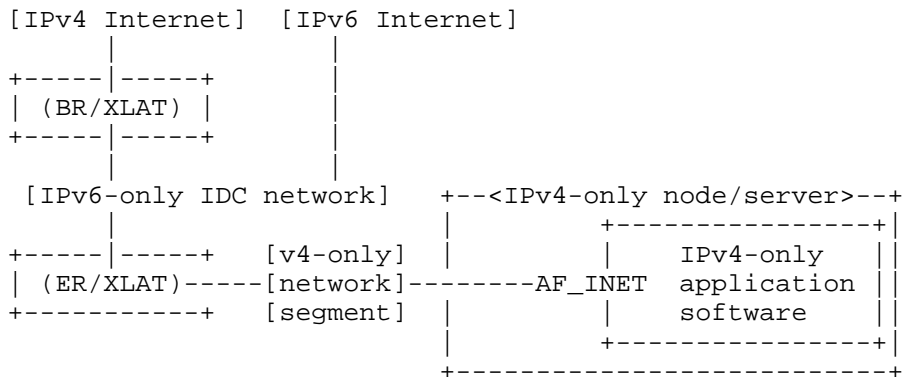 [IPv4 Internet] [IPv6 Internet]
(BR/XLAT)
[IPv6-only IDC network] <IPv4-only node/server>
[v4-only] IPv4-only
(ER/XLAT) [network] AF_INET application
[segment] software